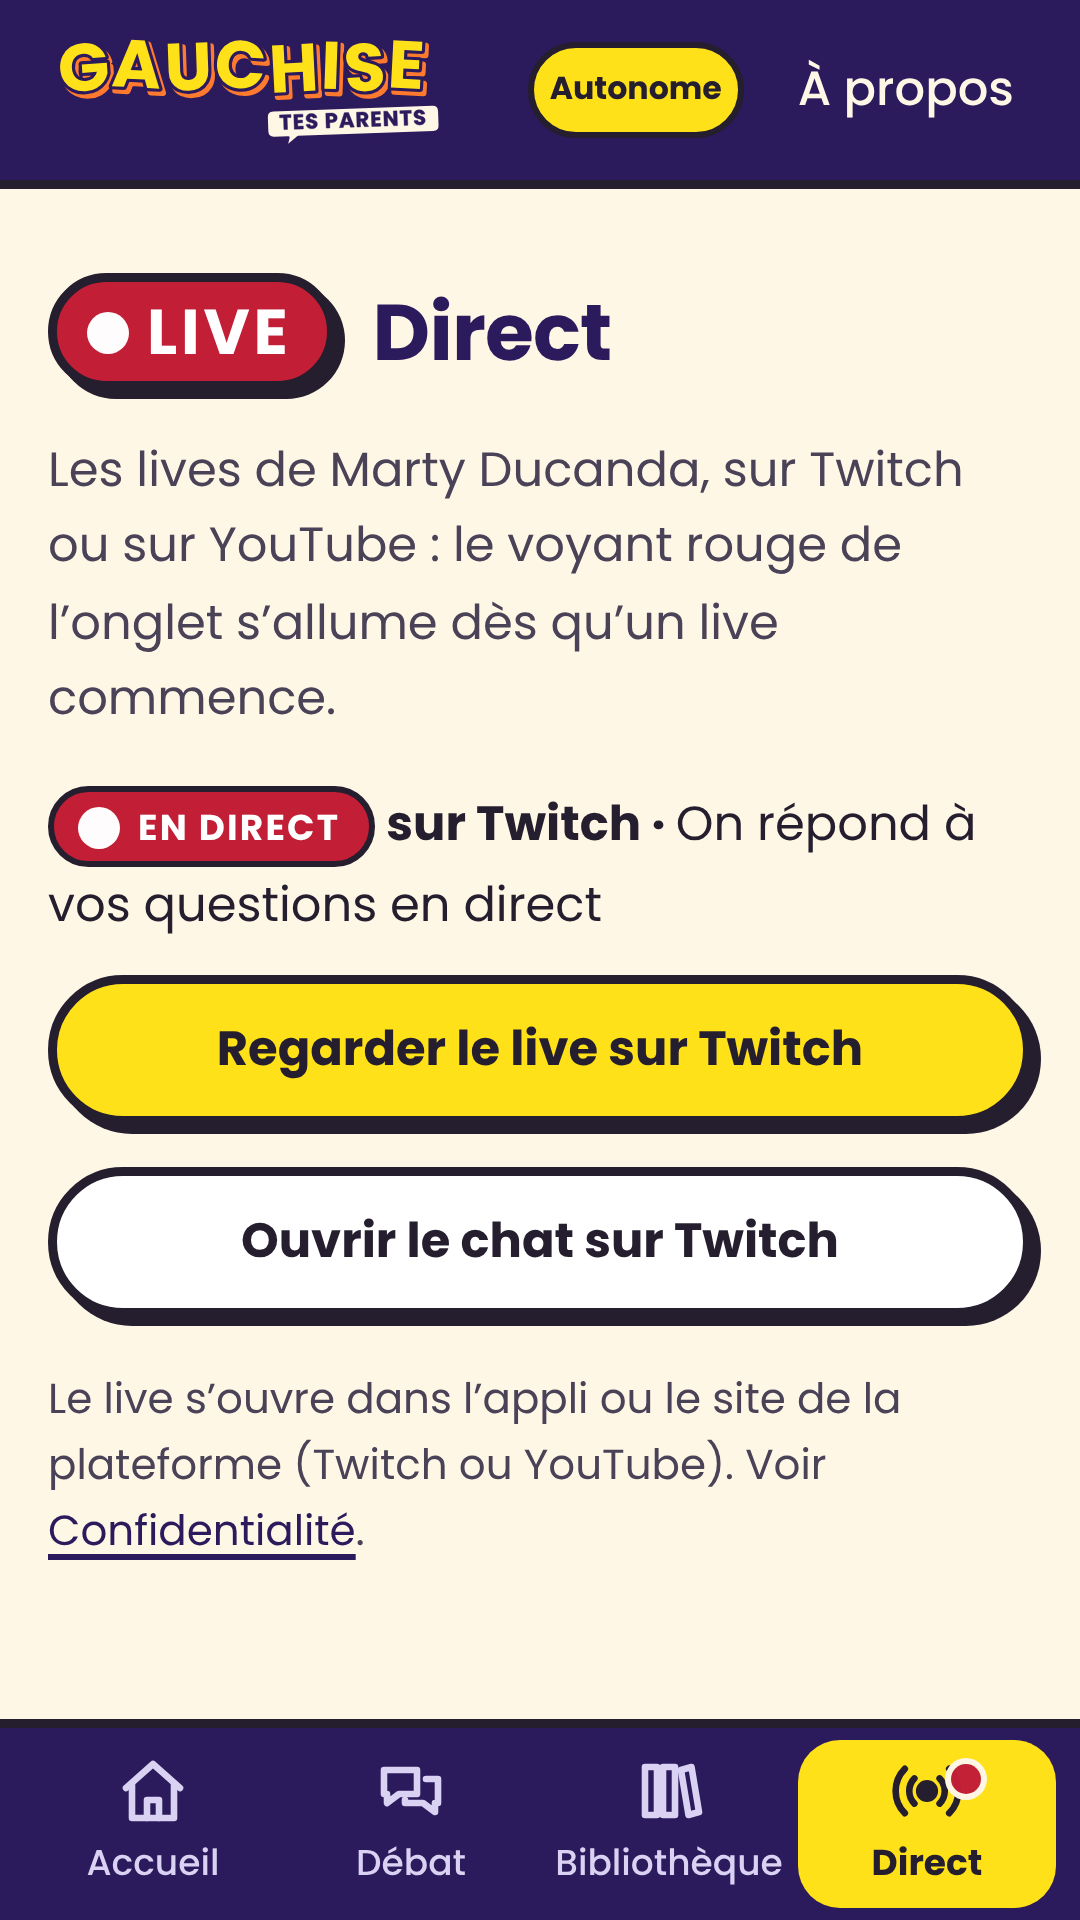 GAUCHISE
TES PARENTS
Autonome
À propos
LIVE
Direct
Les lives de Marty Ducanda, sur Twitch
ou sur YouTube : le voyant rouge de
l’onglet s’allume dès qu’un live
commence.
EN DIRECT sur Twitch · On répond à
vos questions en direct
Regarder le live sur Twitch
Ouvrir le chat sur Twitch
Le live s’ouvre dans l’appli ou le site de la
plateforme (Twitch ou YouTube). Voir
Confidentialité.
Accueil
Débat
Bibliothèque
Direct